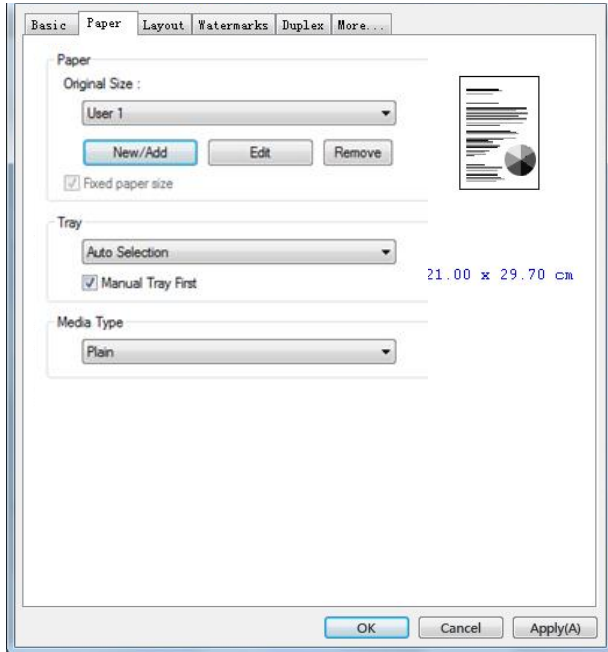 Basic Paper Layout Watermarks Duplex More...
Paper
Original Size :
User 1
New/Add Edit Remove
Fixed paper size
Tray
Auto Selection
Manual Tray First
21.00 x 29.70 cm
Media Type
Plain
OK Cancel Apply(A)